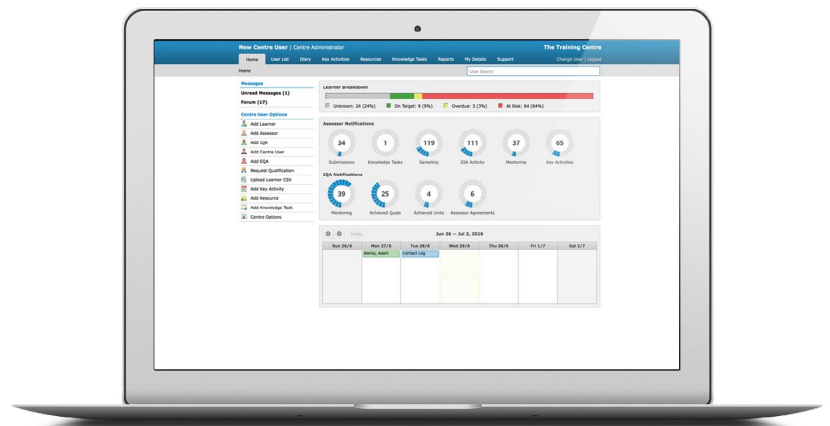 New Centre User | Centre Administrator
The Training Centre
Home User List Diary Key Activities Resources Knowledge Tasks Reports My Details Support
Change User / Logout
Home
User Search
Messages
Unread Messages (1)
Forum (17)
Centre User Options
Add Learner
Add Assessor
Add IQA
Add Centre User
Add EQA
Request Qualification
Upload Learner CSV
Add Key Activity
Add Resource
Add Knowledge Task
Centre Options
Learner Breakdown
Unknown: 24 (24%) On Target: 9 (9%) Overdue: 3 (3%) At Risk: 64 (64%)
Assessor Notifications
34 1 119 111 37 65
Submissions Knowledge Tasks Sampling IQA Activity Mentoring Key Activities
IQA Notifications
39 25 4 6
Mentoring Achieved Quals Achieved Units Assessor Agreements
Today Jun 26 — Jul 2, 2016
Sun 26/6 Mon 27/6 Tue 28/6 Wed 29/6 Thu 30/6 Fri 1/7 Sat 2/7
Banks, Adam Contact Log